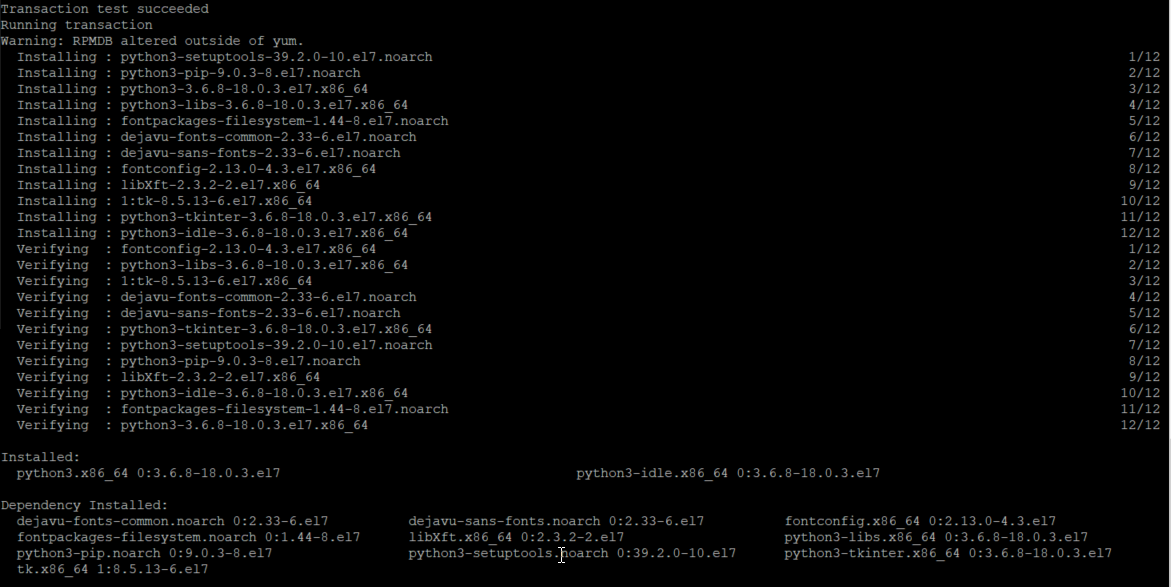 Transaction test succeeded
Running transaction
Warning: RPMDB altered outside of yum.
  Installing : python3-setuptools-39.2.0-10.el7.noarch 1/12
  Installing : python3-pip-9.0.3-8.el7.noarch 2/12
  Installing : python3-3.6.8-18.0.3.el7.x86_64 3/12
  Installing : python3-libs-3.6.8-18.0.3.el7.x86_64 4/12
  Installing : fontpackages-filesystem-1.44-8.el7.noarch 5/12
  Installing : dejavu-fonts-common-2.33-6.el7.noarch 6/12
  Installing : dejavu-sans-fonts-2.33-6.el7.noarch 7/12
  Installing : fontconfig-2.13.0-4.3.el7.x86_64 8/12
  Installing : libXft-2.3.2-2.el7.x86_64 9/12
  Installing : 1:tk-8.5.13-6.el7.x86_64 10/12
  Installing : python3-tkinter-3.6.8-18.0.3.el7.x86_64 11/12
  Installing : python3-idle-3.6.8-18.0.3.el7.x86_64 12/12
  Verifying  : fontconfig-2.13.0-4.3.el7.x86_64 1/12
  Verifying  : python3-libs-3.6.8-18.0.3.el7.x86_64 2/12
  Verifying  : 1:tk-8.5.13-6.el7.x86_64 3/12
  Verifying  : dejavu-fonts-common-2.33-6.el7.noarch 4/12
  Verifying  : dejavu-sans-fonts-2.33-6.el7.noarch 5/12
  Verifying  : python3-tkinter-3.6.8-18.0.3.el7.x86_64 6/12
  Verifying  : python3-setuptools-39.2.0-10.el7.noarch 7/12
  Verifying  : python3-pip-9.0.3-8.el7.noarch 8/12
  Verifying  : libXft-2.3.2-2.el7.x86_64 9/12
  Verifying  : python3-idle-3.6.8-18.0.3.el7.x86_64 10/12
  Verifying  : fontpackages-filesystem-1.44-8.el7.noarch 11/12
  Verifying  : python3-3.6.8-18.0.3.el7.x86_64 12/12
Installed:
  python3.x86_64 0:3.6.8-18.0.3.el7 python3-idle.x86_64 0:3.6.8-18.0.3.el7
Dependency Installed:
  dejavu-fonts-common.noarch 0:2.33-6.el7 dejavu-sans-fonts.noarch 0:2.33-6.el7 fontconfig.x86_64 0:2.13.0-4.3.el7
  fontpackages-filesystem.noarch 0:1.44-8.el7 libXft.x86_64 0:2.3.2-2.el7 python3-libs.x86_64 0:3.6.8-18.0.3.el7
  python3-pip.noarch 0:9.0.3-8.el7 python3-setuptools.noarch 0:39.2.0-10.el7 python3-tkinter.x86_64 0:3.6.8-18.0.3.el7
  tk.x86_64 1:8.5.13-6.el7